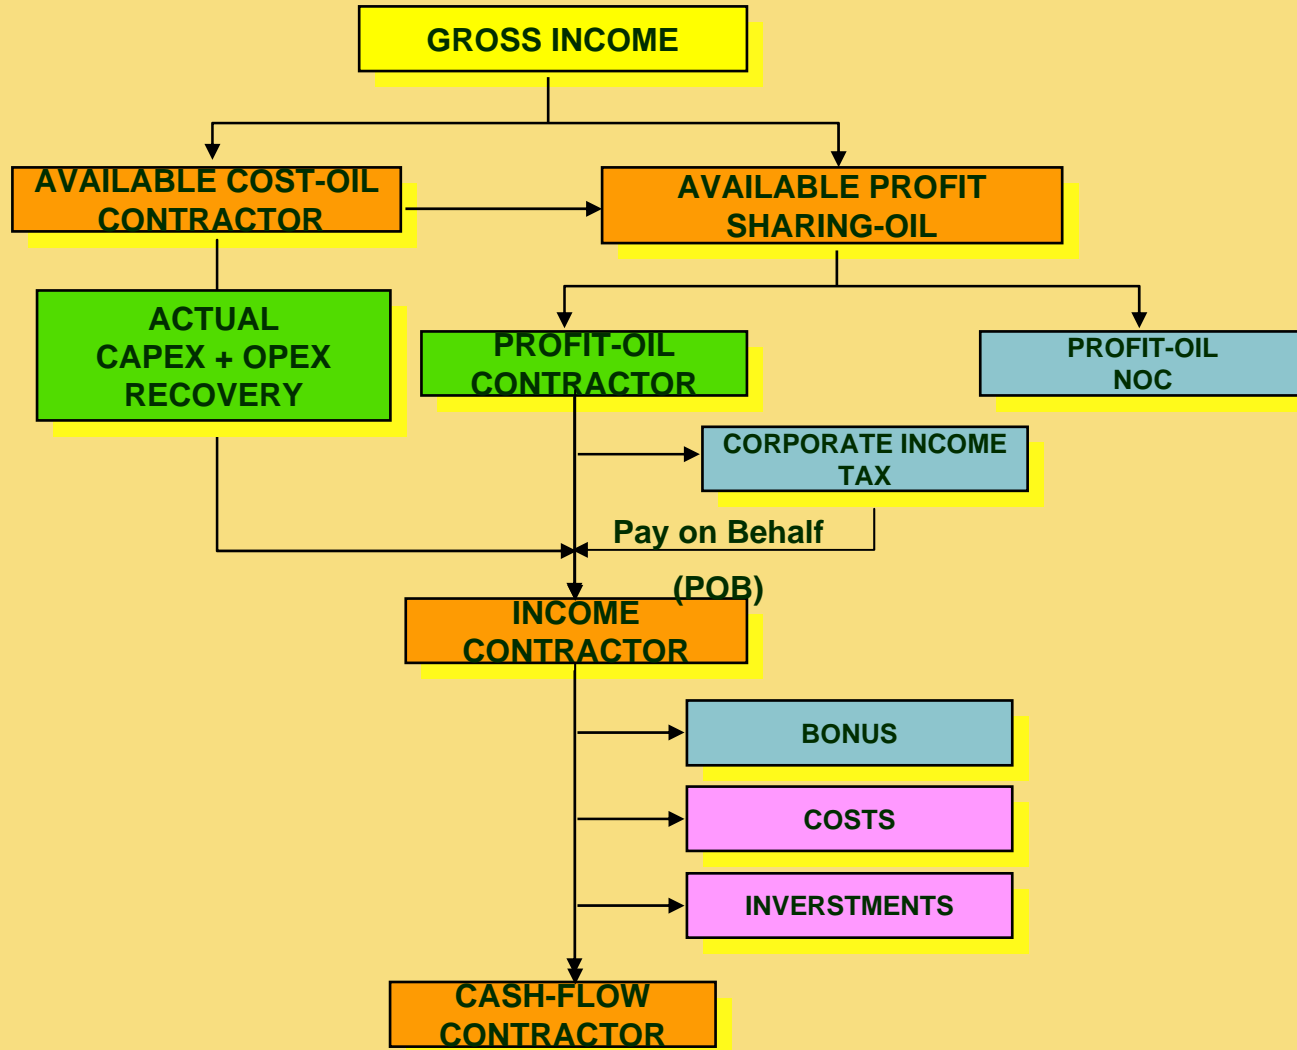 GROSS INCOME
AVAILABLE COST-OIL
CONTRACTOR
AVAILABLE PROFIT
SHARING-OIL
ACTUAL
CAPEX + OPEX
RECOVERY
PROFIT-OIL
CONTRACTOR
PROFIT-OIL
NOC
CORPORATE INCOME
TAX
Pay on Behalf
(POB)
INCOME
CONTRACTOR
BONUS
COSTS
INVERSTMENTS
CASH-FLOW
CONTRACTOR